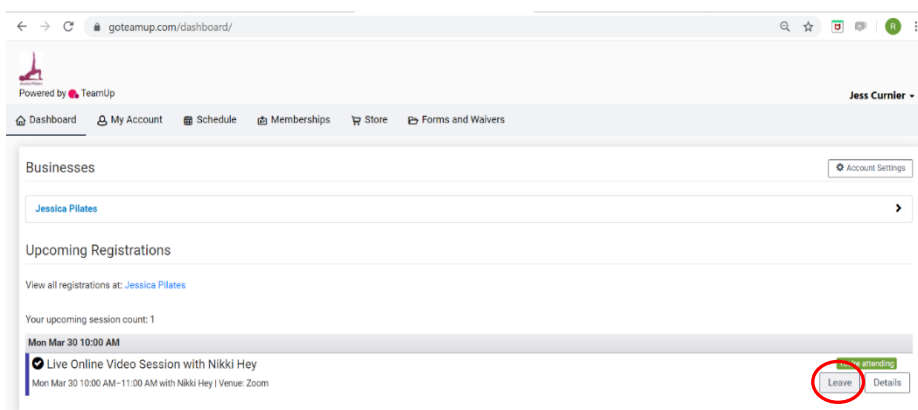 goteamup.com/dashboard/
R
Powered by TeamUp
Jess Curnier
Dashboard My Account Schedule Memberships Store Forms and Waivers
Businesses
Account Settings
Jessica Pilates
Upcoming Registrations
View all registrations at: Jessica Pilates
Your upcoming session count: 1
Mon Mar 30 10:00 AM
Live Online Video Session with Nikki Hey
attending
Mon Mar 30 10:00 AM–11:00 AM with Nikki Hey | Venue: Zoom
Leave Details